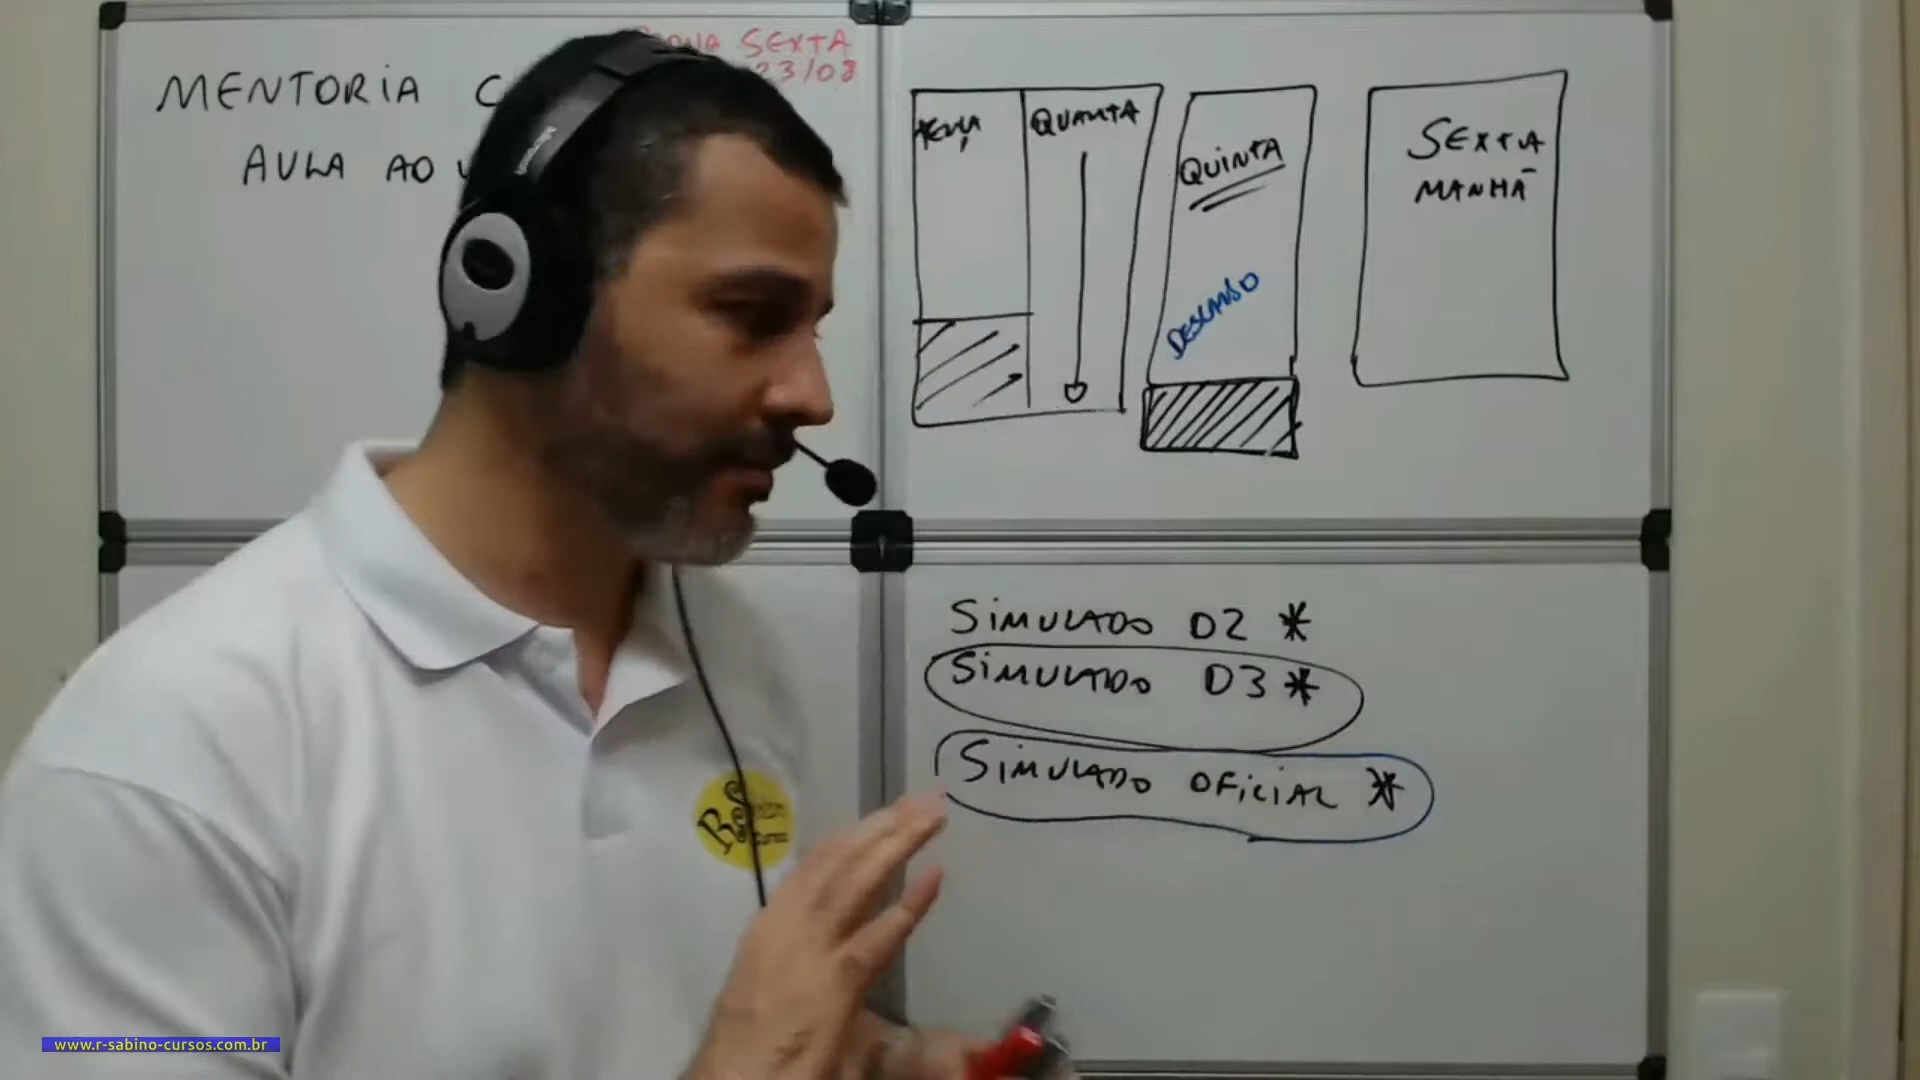 SEXTA
23/08
MENTORIA C
AULA AO
TERÇA
QUARTA
QUINTA
DESCANSO
SEXTA
MANHÃ
SIMULADO D2 *
SIMULADO D3 *
SIMULADO OFICIAL *
www.r-sabino-cursos.com.br